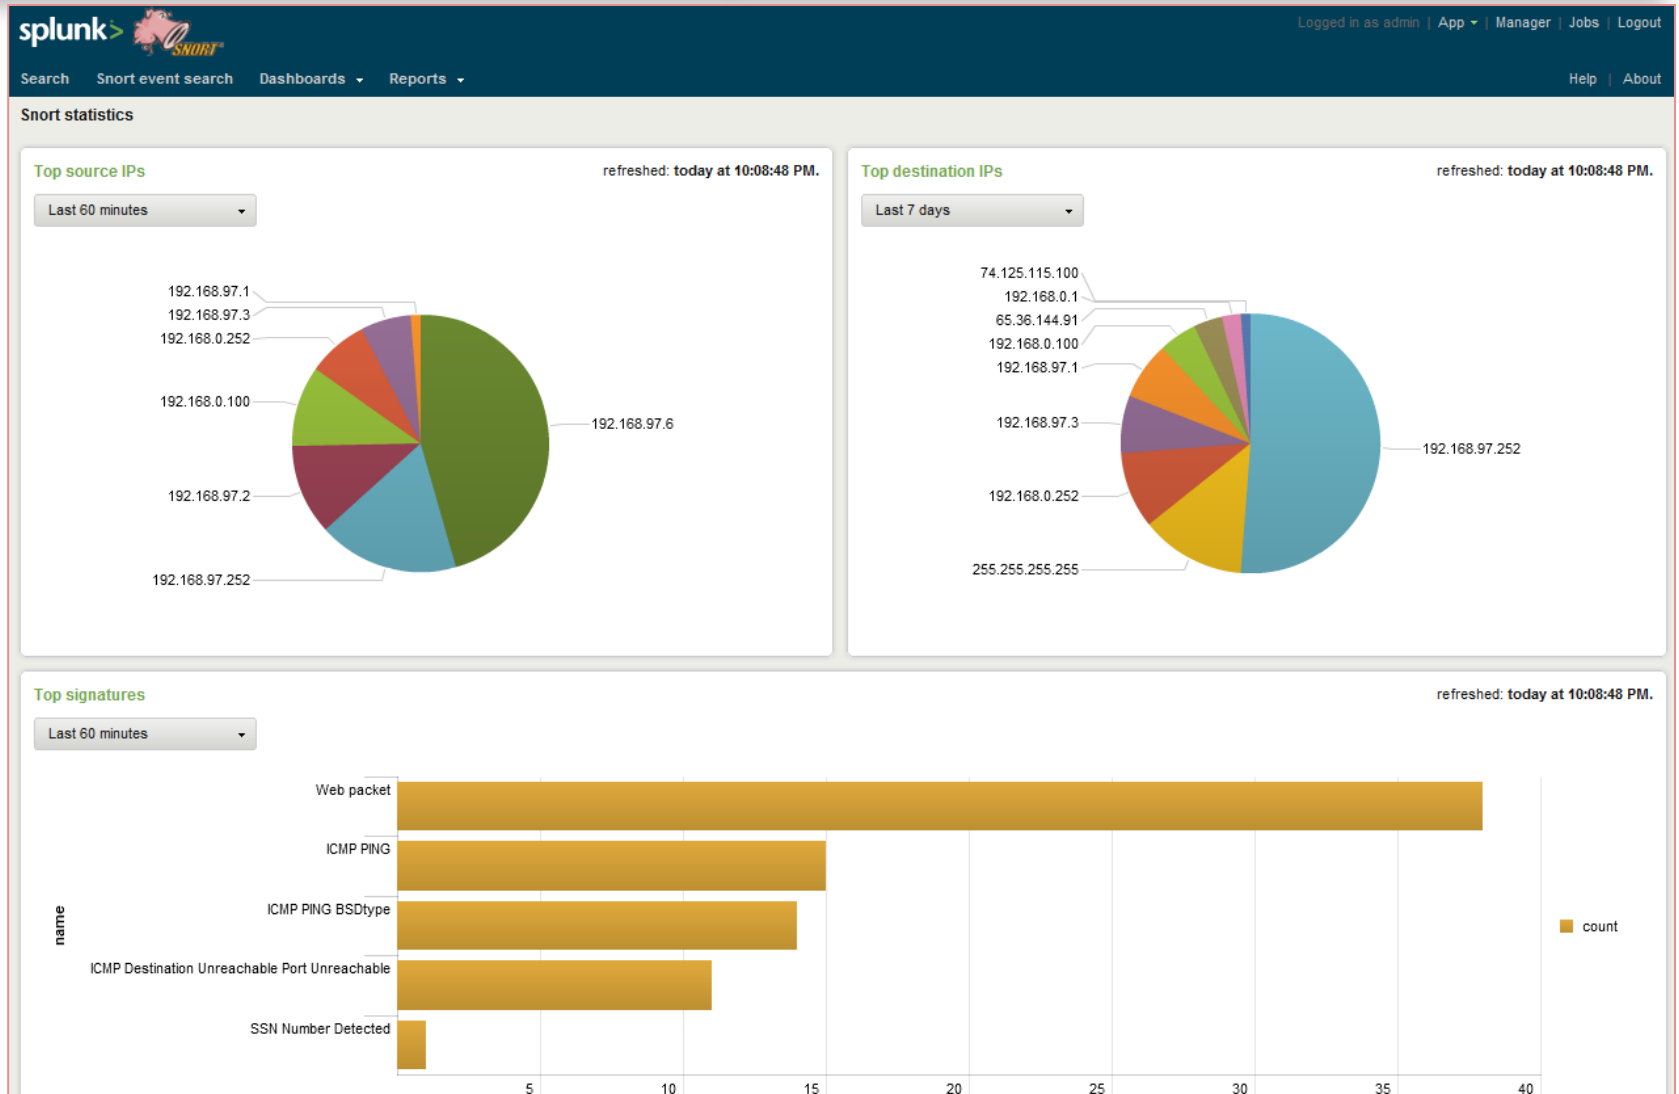 splunk> SNORT
Logged in as admin | App | Manager | Jobs | Logout
Search Snort event search Dashboards Reports
Help | About
Snort statistics
Top source IPs
refreshed: today at 10:08:48 PM.
Last 60 minutes
192.168.97.1
192.168.97.3
192.168.0.252
192.168.0.100
192.168.97.6
192.168.97.2
192.168.97.252
Top destination IPs
refreshed: today at 10:08:48 PM.
Last 7 days
74.125.115.100
192.168.0.1
65.36.144.91
192.168.0.100
192.168.97.1
192.168.97.3
192.168.97.252
192.168.0.252
255.255.255.255
Top signatures
refreshed: today at 10:08:48 PM.
Last 60 minutes
Web packet
ICMP PING
ICMP PING BSDtype
name
count
ICMP Destination Unreachable Port Unreachable
SSN Number Detected
5 10 15 20 25 30 35 40